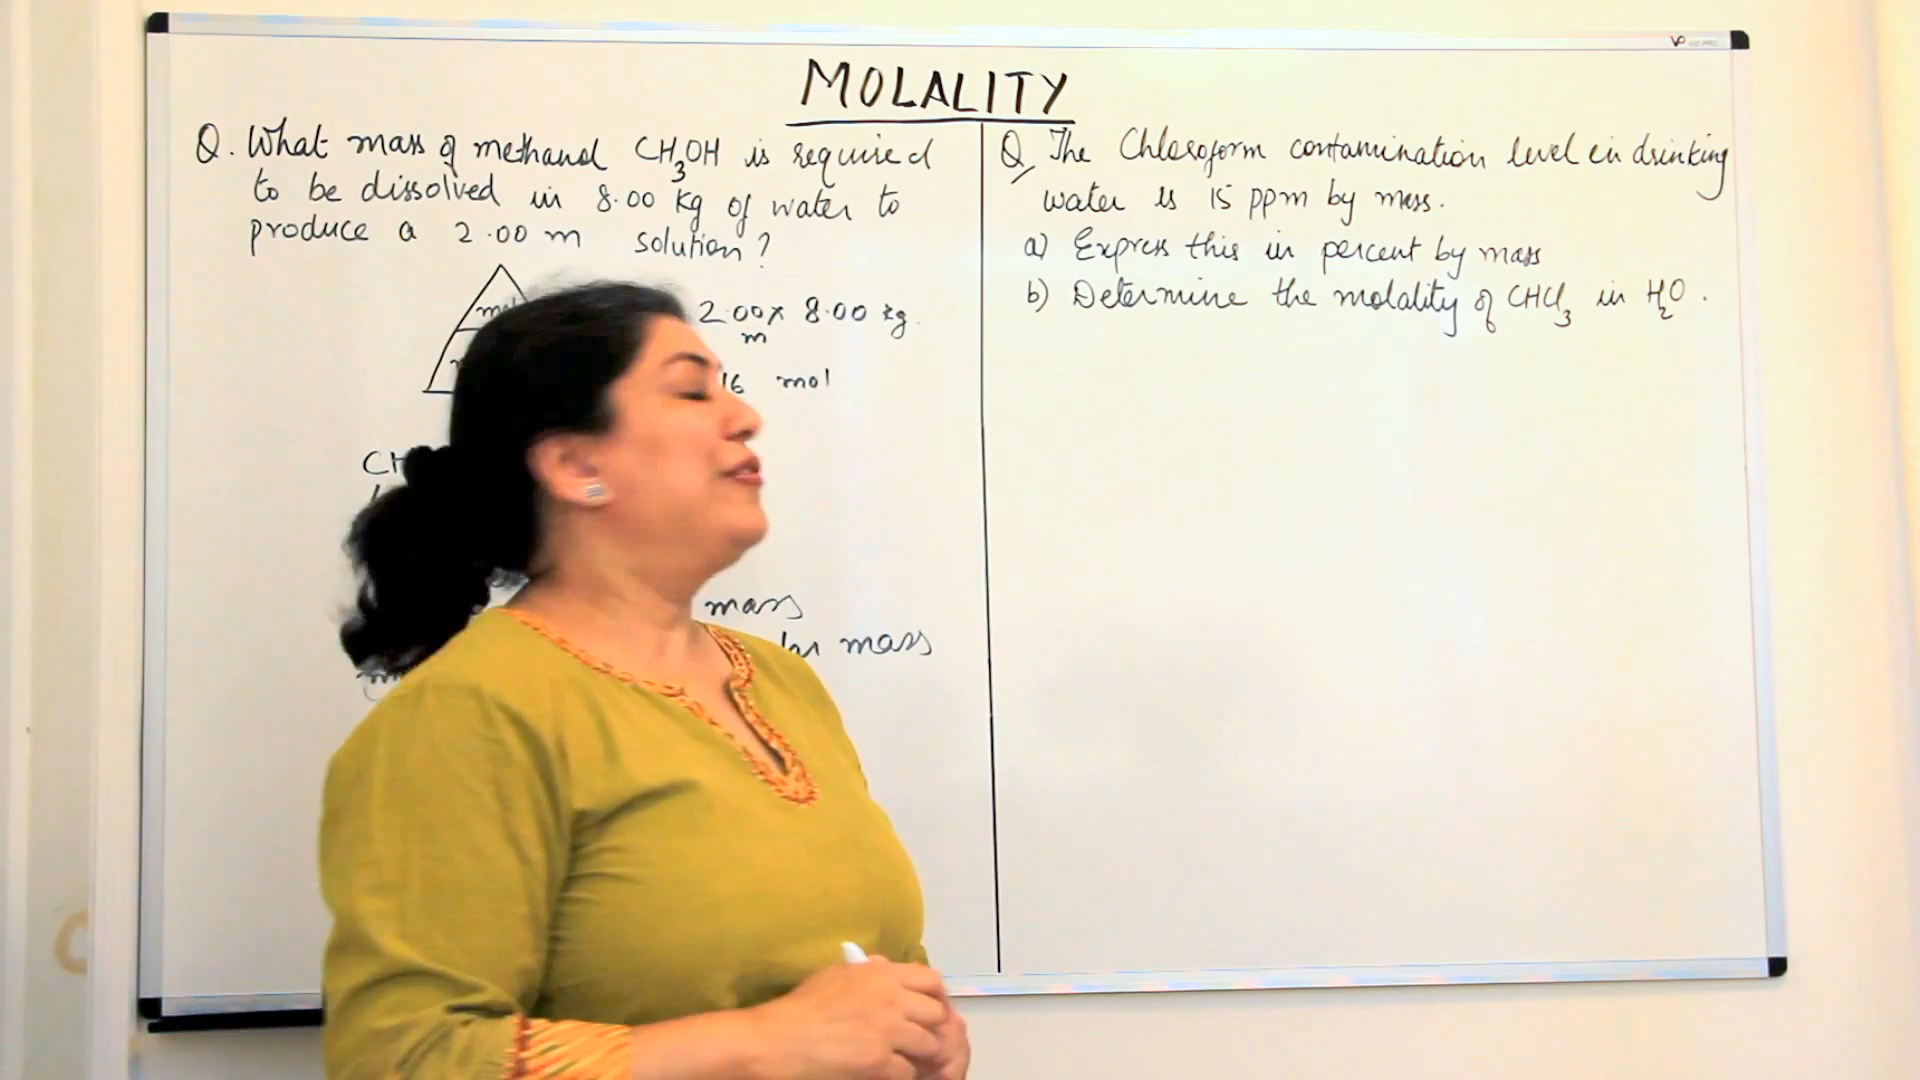 MOLALITY
Q. What mass of methanol CH3OH is required
to be dissolved in 8.00 kg of water to
produce a 2.00 m solution?
2.00 x 8.00 kg.
m
16 mol
CH
mass
mass
Q, The Chloroform contamination level in drinking
water is 15 ppm by mass.
a) Express this in percent by mass
b) Determine the molality of CHCl3 in H2O.